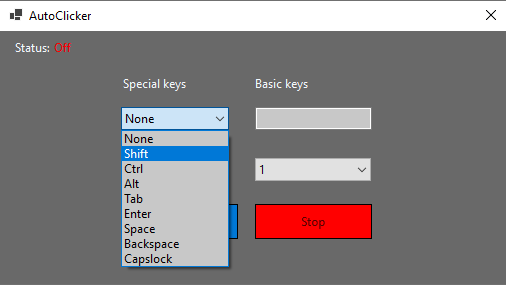 AutoClicker
Status: Off
Special keys
Basic keys
None
None
Shift
Ctrl
Alt
Tab
Enter
Space
Backspace
Capslock
1
Stop